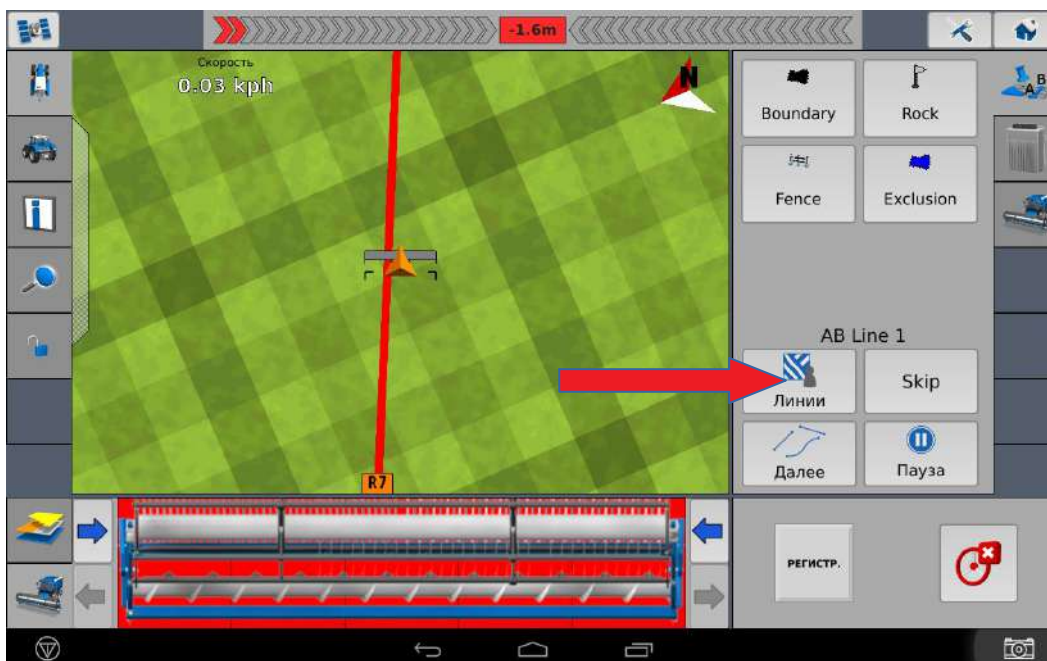 -1.6m
Скорость
0.03 kph
N
A B
Boundary
Rock
Fence
Exclusion
AB Line 1
Линии
Skip
Далее
Пауза
R7
РЕГИСТР.